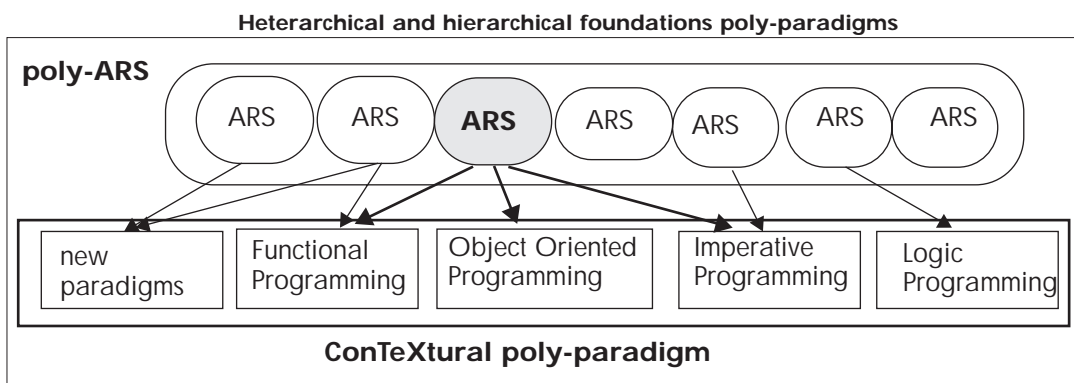 Heterarchical and hierarchical foundations poly-paradigms
poly-ARS
ARS
ARS
ARS
ARS
ARS
ARS
ARS
new
paradigms
Functional
Programming
Object Oriented
Programming
Imperative
Programming
Logic
Programming
ConTeXtural poly-paradigm